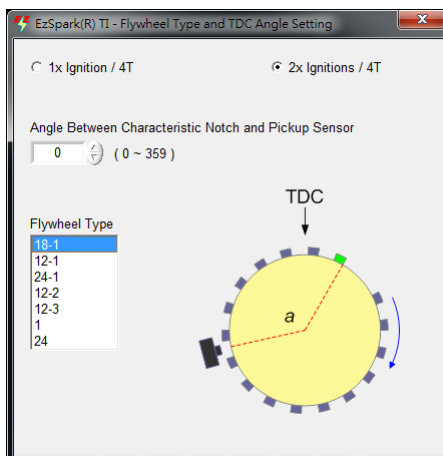 EzSpark(R) TI - Flywheel Type and TDC Angle Setting
1x Ignition / 4T
2x Ignitions / 4T
Angle Between Characteristic Notch and Pickup Sensor
0
( 0 ~ 359 )
TDC
Flywheel Type
18-1
12-1
24-1
12-2
12-3
1
24
a